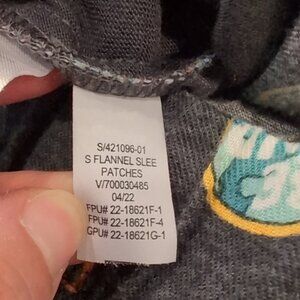 S/421096-01
S FLANNEL SLEE
PATCHES
V/700030485
04/22
FPU# 22-18621F-1
FPU# 22-18621F-4
GPU# 22-18621G-1